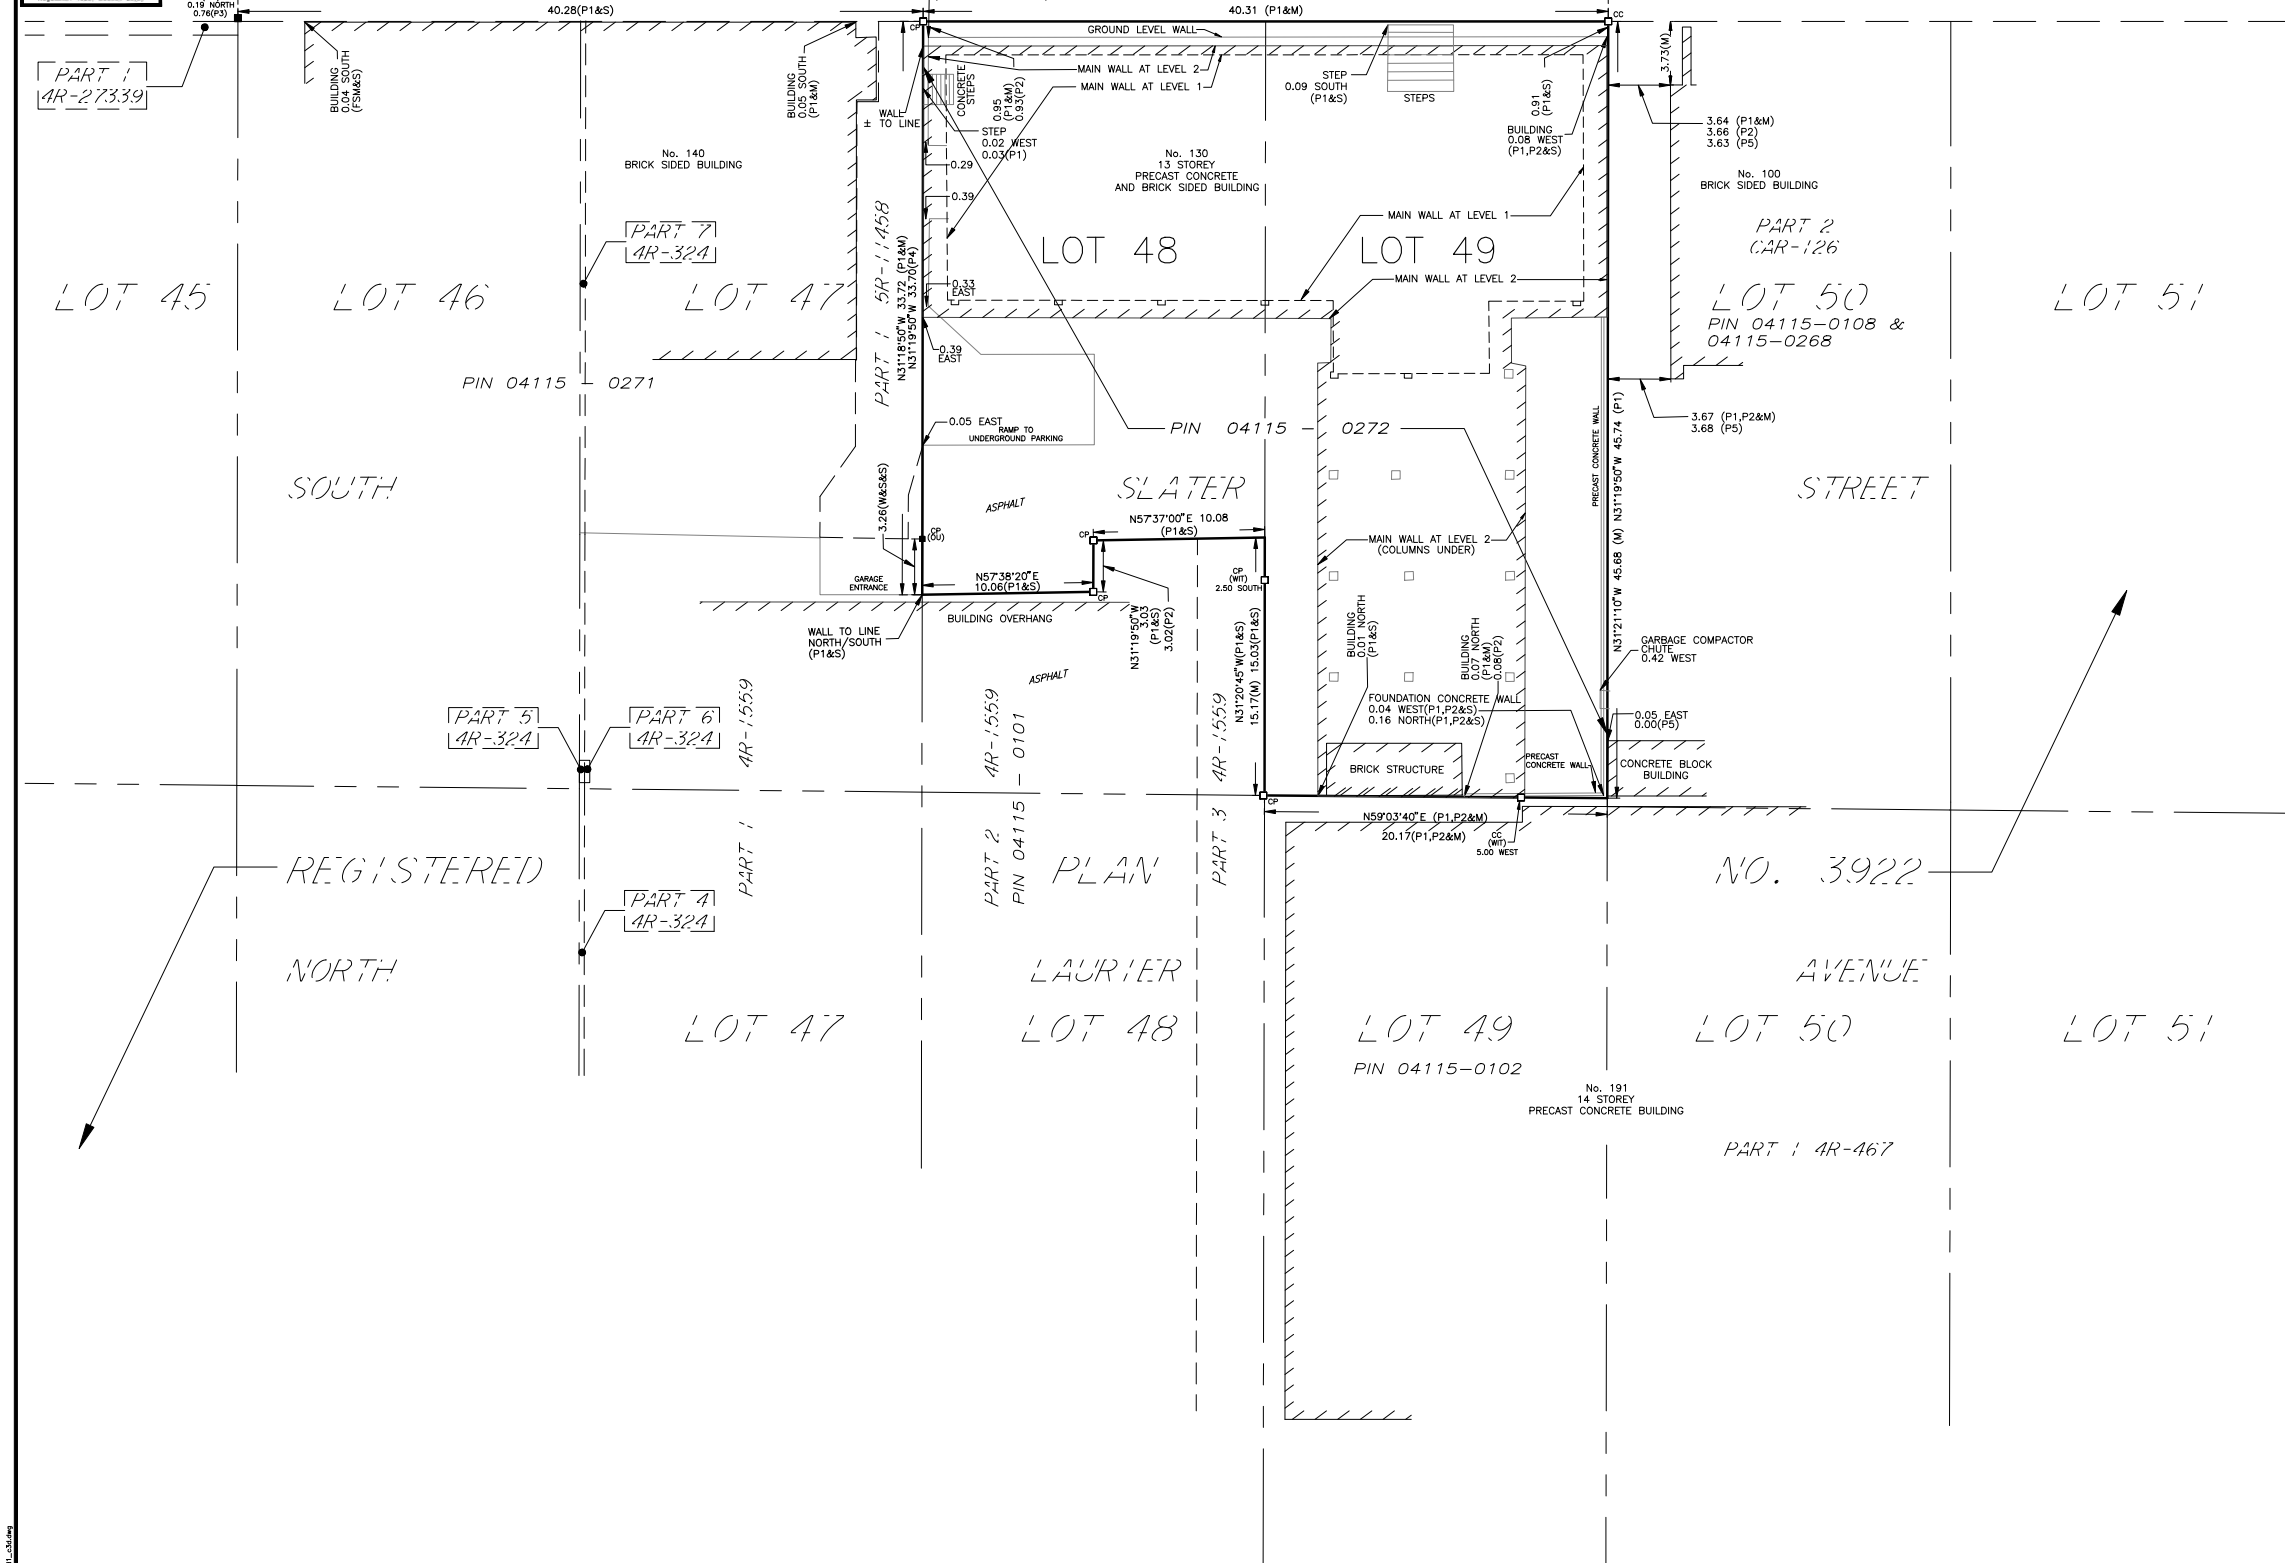 0.19 NORTH
0.76(P3)
40.28(P1&S)
40.31 (P1&M)
CP
CC
PART 1
4R-27339
BUILDING
0.04 SOUTH
(FSM&S)
BUILDING
0.05 SOUTH
(P1&M)
WALL
± TO LINE
CONCRETE
STEPS
0.95
(P1&M)
0.93(P2)
GROUND LEVEL WALL
MAIN WALL AT LEVEL 2
MAIN WALL AT LEVEL 1
STEP
0.09 SOUTH
(P1&S)
STEPS
0.91
(P1&S)
3.73(M)
STEP
0.02 WEST
0.03(P1)
0.29
0.39
BUILDING
0.08 WEST
(P1,P2&S)
3.64 (P1&M)
3.66 (P2)
3.63 (P5)
No. 140
BRICK SIDED BUILDING
No. 130
13 STOREY
PRECAST CONCRETE
AND BRICK SIDED BUILDING
No. 100
BRICK SIDED BUILDING
PART 7
4R-324
PART 1 5R-11458
N31°18'50"W 33.72 (P1&M)
N31°19'50"W 33.70(P4)
MAIN WALL AT LEVEL 1
PART 2
CAR-126
LOT 48
LOT 49
MAIN WALL AT LEVEL 2
LOT 45
LOT 46
LOT 47
0.33
EAST
LOT 50
LOT 51
PIN 04115-0108 &
04115-0268
0.39
EAST
PIN 04115 - 0271
0.05 EAST
RAMP TO
UNDERGROUND PARKING
PIN 04115 - 0272
PRECAST CONCRETE WALL
3.67 (P1,P2&M)
3.68 (P5)
SOUTH
SLATER
STREET
3.26(W&S&S)
ASPHALT
CP
(OU)
CP
N57°37'00"E 10.08
(P1&S)
MAIN WALL AT LEVEL 2
(COLUMNS UNDER)
N31°21'10"W 45.68 (M) N31°19'50"W 45.74 (P1)
GARAGE
ENTRANCE
N57°38'20"E
10.06(P1&S)
CP
CP
(WIT)
2.50 SOUTH
BUILDING OVERHANG
WALL TO LINE
NORTH/SOUTH
(P1&S)
N31°19'50"W
3.03
(P1&S)
3.02(P2)
N31°20'45"W(P1&S)
15.17(M) 15.03(P1&S)
BUILDING
0.01 NORTH
(P1&S)
BUILDING
0.07 NORTH
(P1&M)
0.08(P2)
GARBAGE COMPACTOR
CHUTE
0.42 WEST
ASPHALT
FOUNDATION CONCRETE WALL
0.04 WEST(P1,P2&S)
0.16 NORTH(P1,P2&S)
0.05 EAST
0.00(P5)
PART 5
4R-324
PART 6
4R-324
PART 1 4R-1559
PART 2 4R-1559
PIN 04115 - 0101
PART 3 4R-1559
BRICK STRUCTURE
PRECAST
CONCRETE WALL
CONCRETE BLOCK
BUILDING
CP
N59°03'40"E (P1,P2&M)
20.17(P1,P2&M)
CC
(WIT)
5.00 WEST
REGISTERED
PLAN
NO. 3922
PART 4
4R-324
NORTH
LAURIER
AVENUE
LOT 47
LOT 48
LOT 49
LOT 50
LOT 51
PIN 04115-0102
No. 191
14 STOREY
PRECAST CONCRETE BUILDING
PART 1 4R-467